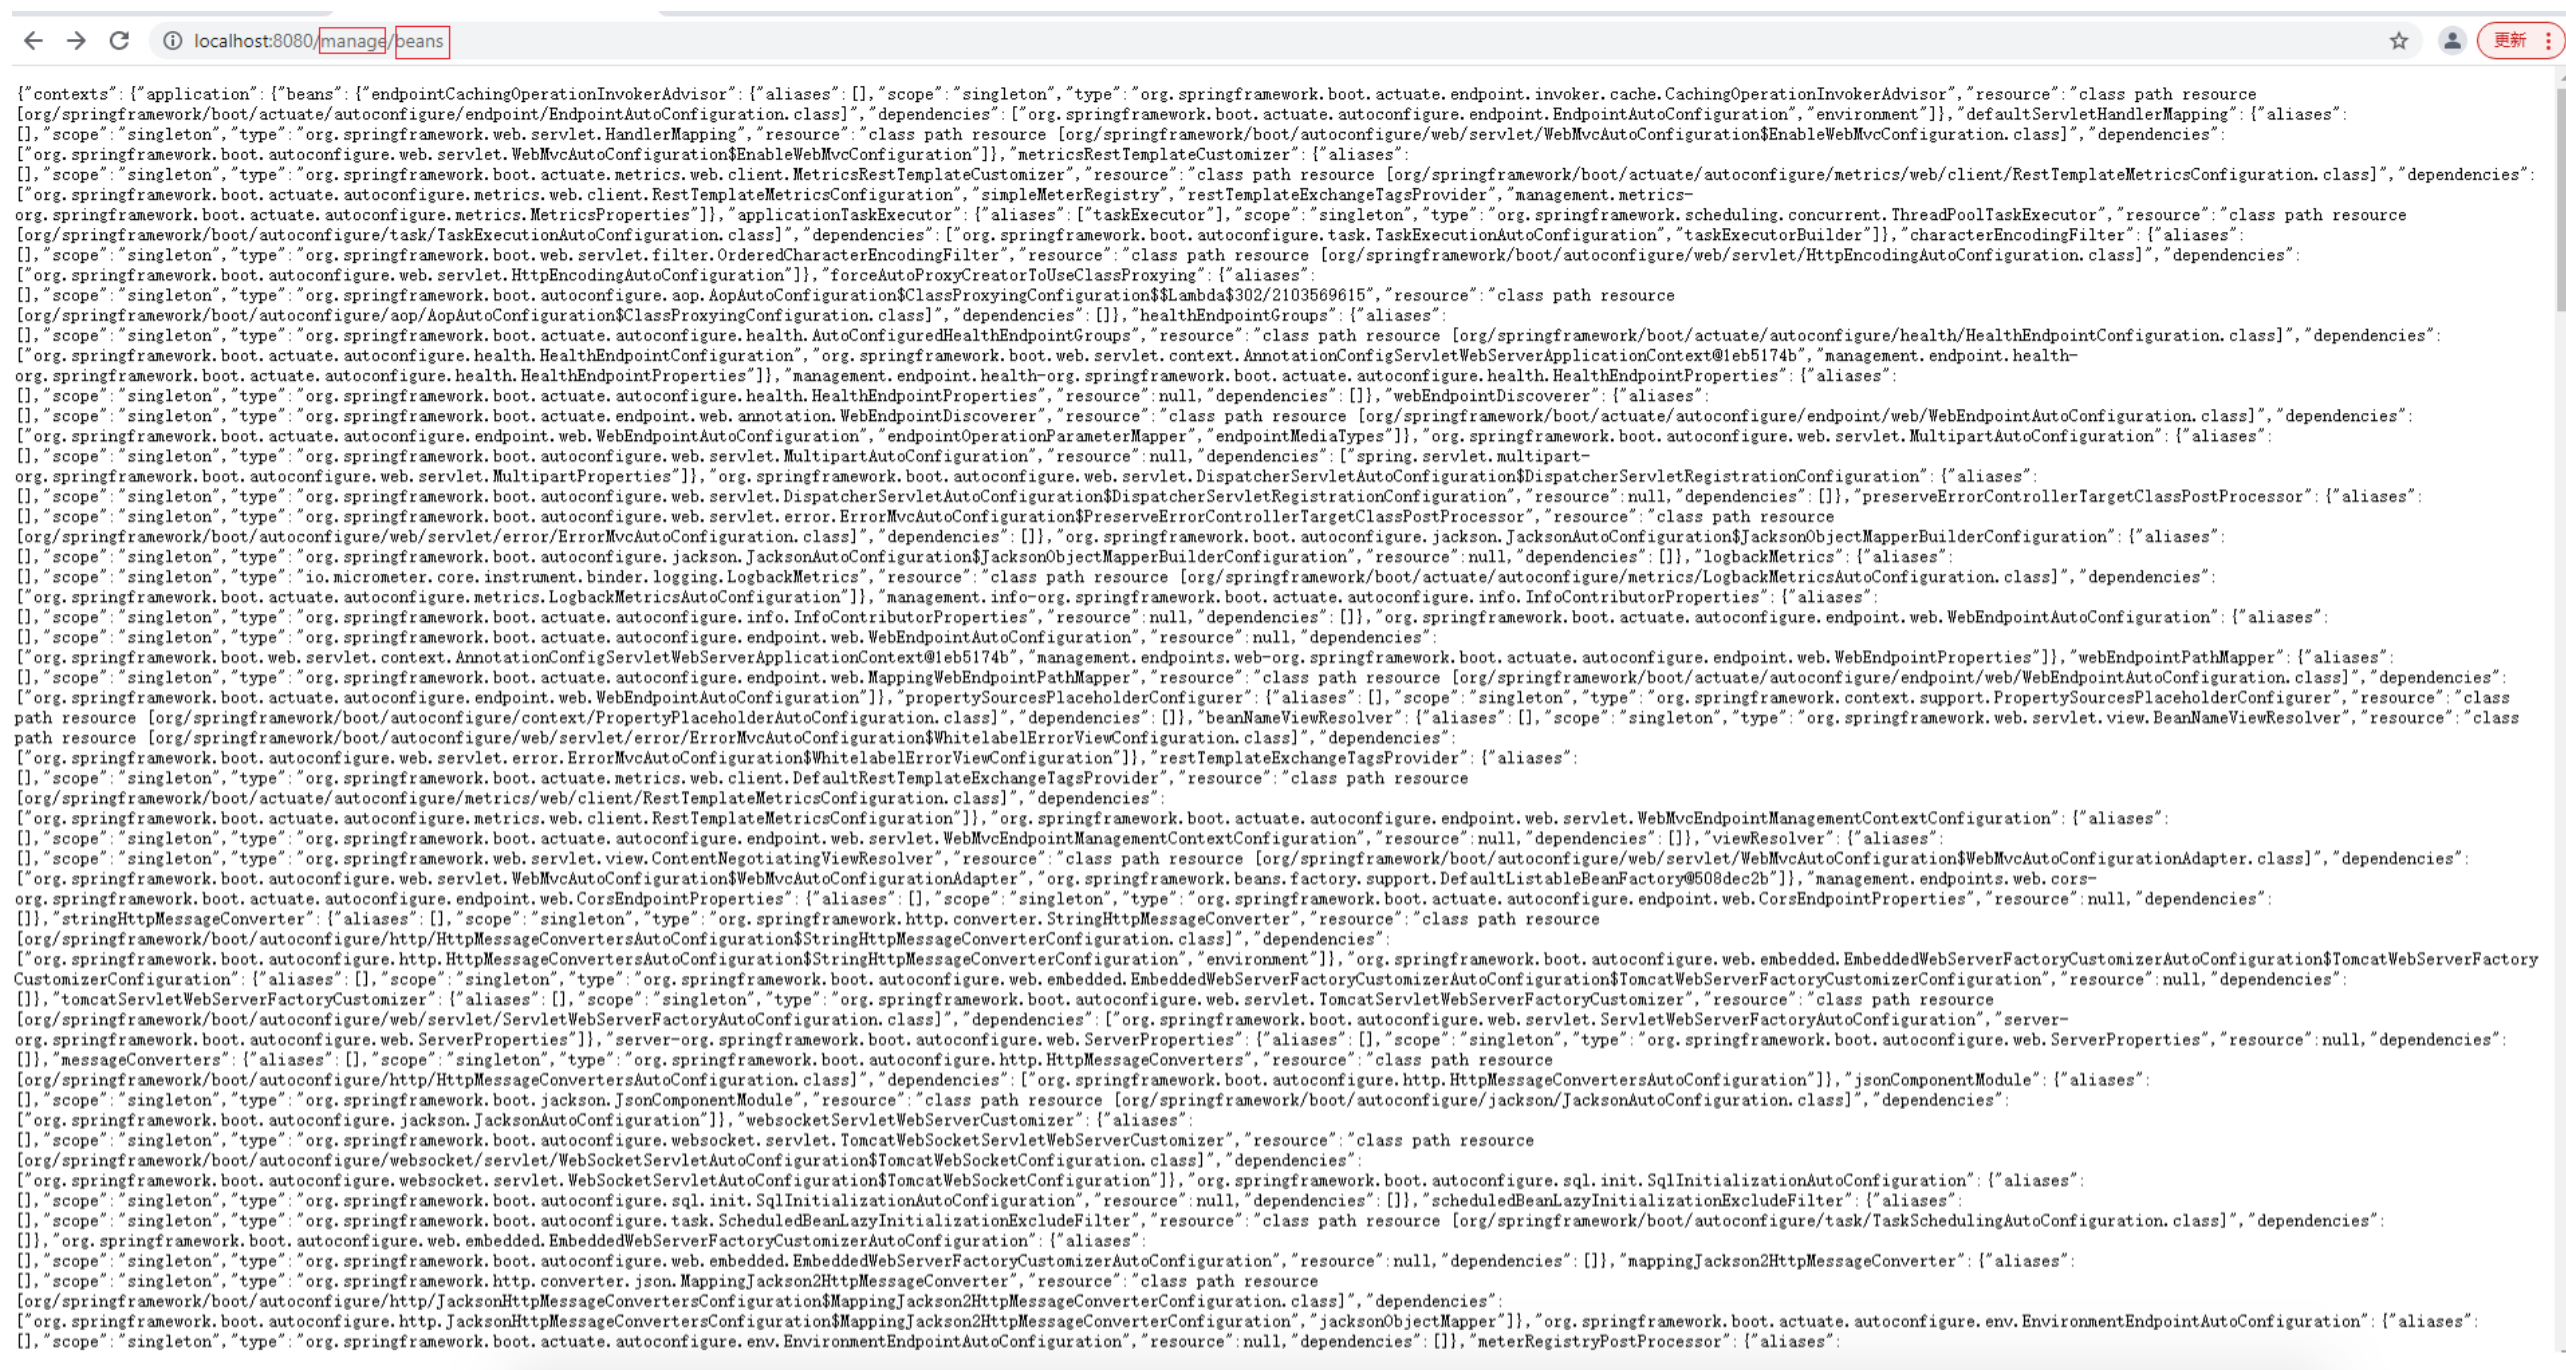 localhost:8080/manage/beans
更新
{"contexts":{"application":{"beans":{"endpointCachingOperationInvokerAdvisor":{"aliases":[],"scope":"singleton","type":"org.springframework.boot.actuate.endpoint.invoker.cache.CachingOperationInvokerAdvisor","resource":"class path resource
[org/springframework/boot/actuate/autoconfigure/endpoint/EndpointAutoConfiguration.class]","dependencies":["org.springframework.boot.actuate.autoconfigure.endpoint.EndpointAutoConfiguration","environment"]},"defaultServletHandlerMapping":{"aliases":
[],"scope":"singleton","type":"org.springframework.web.servlet.HandlerMapping","resource":"class path resource [org/springframework/boot/autoconfigure/web/servlet/WebMvcAutoConfiguration$EnableWebMvcConfiguration.class]","dependencies":
["org.springframework.boot.autoconfigure.web.servlet.WebMvcAutoConfiguration$EnableWebMvcConfiguration"]},"metricsRestTemplateCustomizer":{"aliases":
[],"scope":"singleton","type":"org.springframework.boot.actuate.metrics.web.client.MetricsRestTemplateCustomizer","resource":"class path resource [org/springframework/boot/actuate/autoconfigure/metrics/web/client/RestTemplateMetricsConfiguration.class]","dependencies":
["org.springframework.boot.actuate.autoconfigure.metrics.web.client.RestTemplateMetricsConfiguration","simpleMeterRegistry","restTemplateExchangeTagsProvider","management.metrics-
org.springframework.boot.actuate.autoconfigure.metrics.MetricsProperties"]},"applicationTaskExecutor":{"aliases":["taskExecutor"],"scope":"singleton","type":"org.springframework.scheduling.concurrent.ThreadPoolTaskExecutor","resource":"class path resource
[org/springframework/boot/autoconfigure/task/TaskExecutionAutoConfiguration.class]","dependencies":["org.springframework.boot.autoconfigure.task.TaskExecutionAutoConfiguration","taskExecutorBuilder"]},"characterEncodingFilter":{"aliases":
[],"scope":"singleton","type":"org.springframework.boot.web.servlet.filter.OrderedCharacterEncodingFilter","resource":"class path resource [org/springframework/boot/autoconfigure/web/servlet/HttpEncodingAutoConfiguration.class]","dependencies":
["org.springframework.boot.autoconfigure.web.servlet.HttpEncodingAutoConfiguration"]},"forceAutoProxyCreatorToUseClassProxying":{"aliases":
[],"scope":"singleton","type":"org.springframework.boot.autoconfigure.aop.AopAutoConfiguration$ClassProxyingConfiguration$$Lambda$302/2103569615","resource":"class path resource
[org/springframework/boot/autoconfigure/aop/AopAutoConfiguration$ClassProxyingConfiguration.class]","dependencies":[]},"healthEndpointGroups":{"aliases":
[],"scope":"singleton","type":"org.springframework.boot.actuate.autoconfigure.health.AutoConfiguredHealthEndpointGroups","resource":"class path resource [org/springframework/boot/actuate/autoconfigure/health/HealthEndpointConfiguration.class]","dependencies":
["org.springframework.boot.actuate.autoconfigure.health.HealthEndpointConfiguration","org.springframework.boot.web.servlet.context.AnnotationConfigServletWebServerApplicationContext@1eb5174b","management.endpoint.health-
org.springframework.boot.actuate.autoconfigure.health.HealthEndpointProperties"]},"management.endpoint.health-org.springframework.boot.actuate.autoconfigure.health.HealthEndpointProperties":{"aliases":
[],"scope":"singleton","type":"org.springframework.boot.actuate.autoconfigure.health.HealthEndpointProperties","resource":null,"dependencies":[]},"webEndpointDiscoverer":{"aliases":
[],"scope":"singleton","type":"org.springframework.boot.actuate.endpoint.web.annotation.WebEndpointDiscoverer","resource":"class path resource [org/springframework/boot/actuate/autoconfigure/endpoint/web/WebEndpointAutoConfiguration.class]","dependencies":
["org.springframework.boot.actuate.autoconfigure.endpoint.web.WebEndpointAutoConfiguration","endpointOperationParameterMapper","endpointMediaTypes"]},"org.springframework.boot.autoconfigure.web.servlet.MultipartAutoConfiguration":{"aliases":
[],"scope":"singleton","type":"org.springframework.boot.autoconfigure.web.servlet.MultipartAutoConfiguration","resource":null,"dependencies":["spring.servlet.multipart-
org.springframework.boot.autoconfigure.web.servlet.MultipartProperties"]},"org.springframework.boot.autoconfigure.web.servlet.DispatcherServletAutoConfiguration$DispatcherServletRegistrationConfiguration":{"aliases":
[],"scope":"singleton","type":"org.springframework.boot.autoconfigure.web.servlet.DispatcherServletAutoConfiguration$DispatcherServletRegistrationConfiguration","resource":null,"dependencies":[]},"preserveErrorControllerTargetClassPostProcessor":{"aliases":
[],"scope":"singleton","type":"org.springframework.boot.autoconfigure.web.servlet.error.ErrorMvcAutoConfiguration$PreserveErrorControllerTargetClassPostProcessor","resource":"class path resource
[org/springframework/boot/autoconfigure/web/servlet/error/ErrorMvcAutoConfiguration.class]","dependencies":[]},"org.springframework.boot.autoconfigure.jackson.JacksonAutoConfiguration$JacksonObjectMapperBuilderConfiguration":{"aliases":
[],"scope":"singleton","type":"org.springframework.boot.autoconfigure.jackson.JacksonAutoConfiguration$JacksonObjectMapperBuilderConfiguration","resource":null,"dependencies":[]},"logbackMetrics":{"aliases":
[],"scope":"singleton","type":"io.micrometer.core.instrument.binder.logging.LogbackMetrics","resource":"class path resource [org/springframework/boot/actuate/autoconfigure/metrics/LogbackMetricsAutoConfiguration.class]","dependencies":
["org.springframework.boot.actuate.autoconfigure.metrics.LogbackMetricsAutoConfiguration"]},"management.info-org.springframework.boot.actuate.autoconfigure.info.InfoContributorProperties":{"aliases":
[],"scope":"singleton","type":"org.springframework.boot.actuate.autoconfigure.info.InfoContributorProperties","resource":null,"dependencies":[]},"org.springframework.boot.actuate.autoconfigure.endpoint.web.WebEndpointAutoConfiguration":{"aliases":
[],"scope":"singleton","type":"org.springframework.boot.actuate.autoconfigure.endpoint.web.WebEndpointAutoConfiguration","resource":null,"dependencies":
["org.springframework.boot.web.servlet.context.AnnotationConfigServletWebServerApplicationContext@1eb5174b","management.endpoints.web-org.springframework.boot.actuate.autoconfigure.endpoint.web.WebEndpointProperties"]},"webEndpointPathMapper":{"aliases":
[],"scope":"singleton","type":"org.springframework.boot.actuate.autoconfigure.endpoint.web.MappingWebEndpointPathMapper","resource":"class path resource [org/springframework/boot/actuate/autoconfigure/endpoint/web/WebEndpointAutoConfiguration.class]","dependencies":
["org.springframework.boot.actuate.autoconfigure.endpoint.web.WebEndpointAutoConfiguration"]},"propertySourcesPlaceholderConfigurer":{"aliases":[],"scope":"singleton","type":"org.springframework.context.support.PropertySourcesPlaceholderConfigurer","resource":"class
path resource [org/springframework/boot/autoconfigure/context/PropertyPlaceholderAutoConfiguration.class]","dependencies":[]},"beanNameViewResolver":{"aliases":[],"scope":"singleton","type":"org.springframework.web.servlet.view.BeanNameViewResolver","resource":"class
path resource [org/springframework/boot/autoconfigure/web/servlet/error/ErrorMvcAutoConfiguration$WhitelabelErrorViewConfiguration.class]","dependencies":
["org.springframework.boot.autoconfigure.web.servlet.error.ErrorMvcAutoConfiguration$WhitelabelErrorViewConfiguration"]},"restTemplateExchangeTagsProvider":{"aliases":
[],"scope":"singleton","type":"org.springframework.boot.actuate.metrics.web.client.DefaultRestTemplateExchangeTagsProvider","resource":"class path resource
[org/springframework/boot/actuate/autoconfigure/metrics/web/client/RestTemplateMetricsConfiguration.class]","dependencies":
["org.springframework.boot.actuate.autoconfigure.metrics.web.client.RestTemplateMetricsConfiguration"]},"org.springframework.boot.actuate.autoconfigure.endpoint.web.servlet.WebMvcEndpointManagementContextConfiguration":{"aliases":
[],"scope":"singleton","type":"org.springframework.boot.actuate.autoconfigure.endpoint.web.servlet.WebMvcEndpointManagementContextConfiguration","resource":null,"dependencies":[]},"viewResolver":{"aliases":
[],"scope":"singleton","type":"org.springframework.web.servlet.view.ContentNegotiatingViewResolver","resource":"class path resource [org/springframework/boot/autoconfigure/web/servlet/WebMvcAutoConfiguration$WebMvcAutoConfigurationAdapter.class]","dependencies":
["org.springframework.boot.autoconfigure.web.servlet.WebMvcAutoConfiguration$WebMvcAutoConfigurationAdapter","org.springframework.beans.factory.support.DefaultListableBeanFactory@508dec2b"]},"management.endpoints.web.cors-
org.springframework.boot.actuate.autoconfigure.endpoint.web.CorsEndpointProperties":{"aliases":[],"scope":"singleton","type":"org.springframework.boot.actuate.autoconfigure.endpoint.web.CorsEndpointProperties","resource":null,"dependencies":
[]},"stringHttpMessageConverter":{"aliases":[],"scope":"singleton","type":"org.springframework.http.converter.StringHttpMessageConverter","resource":"class path resource
[org/springframework/boot/autoconfigure/http/HttpMessageConvertersAutoConfiguration$StringHttpMessageConverterConfiguration.class]","dependencies":
["org.springframework.boot.autoconfigure.http.HttpMessageConvertersAutoConfiguration$StringHttpMessageConverterConfiguration","environment"]},"org.springframework.boot.autoconfigure.web.embedded.EmbeddedWebServerFactoryCustomizerAutoConfiguration$TomcatWebServerFactory
CustomizerConfiguration":{"aliases":[],"scope":"singleton","type":"org.springframework.boot.autoconfigure.web.embedded.EmbeddedWebServerFactoryCustomizerAutoConfiguration$TomcatWebServerFactoryCustomizerConfiguration","resource":null,"dependencies":
[]},"tomcatServletWebServerFactoryCustomizer":{"aliases":[],"scope":"singleton","type":"org.springframework.boot.autoconfigure.web.servlet.TomcatServletWebServerFactoryCustomizer","resource":"class path resource
[org/springframework/boot/autoconfigure/web/servlet/ServletWebServerFactoryAutoConfiguration.class]","dependencies":["org.springframework.boot.autoconfigure.web.servlet.ServletWebServerFactoryAutoConfiguration","server-
org.springframework.boot.autoconfigure.web.ServerProperties"]},"server-org.springframework.boot.autoconfigure.web.ServerProperties":{"aliases":[],"scope":"singleton","type":"org.springframework.boot.autoconfigure.web.ServerProperties","resource":null,"dependencies":
[]},"messageConverters":{"aliases":[],"scope":"singleton","type":"org.springframework.boot.autoconfigure.http.HttpMessageConverters","resource":"class path resource
[org/springframework/boot/autoconfigure/http/HttpMessageConvertersAutoConfiguration.class]","dependencies":["org.springframework.boot.autoconfigure.http.HttpMessageConvertersAutoConfiguration"]},"jsonComponentModule":{"aliases":
[],"scope":"singleton","type":"org.springframework.boot.jackson.JsonComponentModule","resource":"class path resource [org/springframework/boot/autoconfigure/jackson/JacksonAutoConfiguration.class]","dependencies":
["org.springframework.boot.autoconfigure.jackson.JacksonAutoConfiguration"]},"websocketServletWebServerCustomizer":{"aliases":
[],"scope":"singleton","type":"org.springframework.boot.autoconfigure.websocket.servlet.TomcatWebSocketServletWebServerCustomizer","resource":"class path resource
[org/springframework/boot/autoconfigure/websocket/servlet/WebSocketServletAutoConfiguration$TomcatWebSocketConfiguration.class]","dependencies":
["org.springframework.boot.autoconfigure.websocket.servlet.WebSocketServletAutoConfiguration$TomcatWebSocketConfiguration"]},"org.springframework.boot.autoconfigure.sql.init.SqlInitializationAutoConfiguration":{"aliases":
[],"scope":"singleton","type":"org.springframework.boot.autoconfigure.sql.init.SqlInitializationAutoConfiguration","resource":null,"dependencies":[]},"scheduledBeanLazyInitializationExcludeFilter":{"aliases":
[],"scope":"singleton","type":"org.springframework.boot.autoconfigure.task.ScheduledBeanLazyInitializationExcludeFilter","resource":"class path resource [org/springframework/boot/autoconfigure/task/TaskSchedulingAutoConfiguration.class]","dependencies":
[]},"org.springframework.boot.autoconfigure.web.embedded.EmbeddedWebServerFactoryCustomizerAutoConfiguration":{"aliases":
[],"scope":"singleton","type":"org.springframework.boot.autoconfigure.web.embedded.EmbeddedWebServerFactoryCustomizerAutoConfiguration","resource":null,"dependencies":[]},"mappingJackson2HttpMessageConverter":{"aliases":
[],"scope":"singleton","type":"org.springframework.http.converter.json.MappingJackson2HttpMessageConverter","resource":"class path resource
[org/springframework/boot/autoconfigure/http/JacksonHttpMessageConvertersConfiguration$MappingJackson2HttpMessageConverterConfiguration.class]","dependencies":
["org.springframework.boot.autoconfigure.http.JacksonHttpMessageConvertersConfiguration$MappingJackson2HttpMessageConverterConfiguration","jacksonObjectMapper"]},"org.springframework.boot.actuate.autoconfigure.env.EnvironmentEndpointAutoConfiguration":{"aliases":
[],"scope":"singleton","type":"org.springframework.boot.actuate.autoconfigure.env.EnvironmentEndpointAutoConfiguration","resource":null,"dependencies":[]},"meterRegistryPostProcessor":{"aliases":